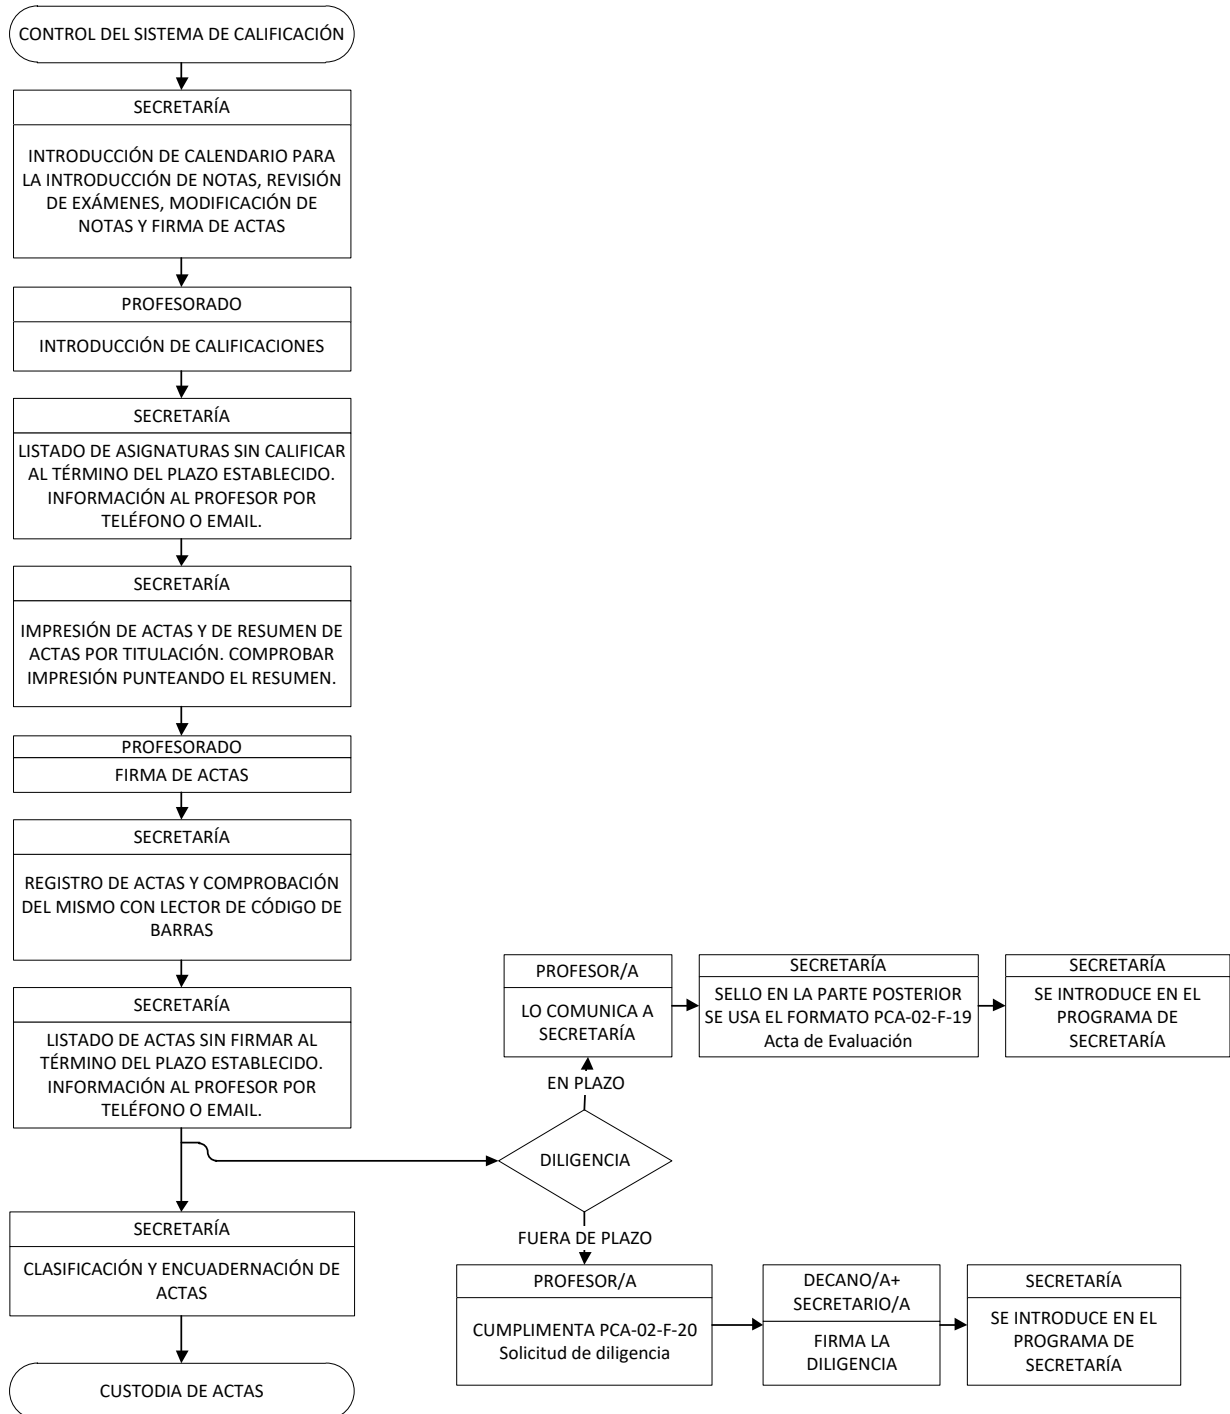 CONTROL DEL SISTEMA DE CALIFICACIÓN
SECRETARÍA
INTRODUCCIÓN DE CALENDARIO PARA
LA INTRODUCCIÓN DE NOTAS, REVISIÓN
DE EXÁMENES, MODIFICACIÓN DE
NOTAS Y FIRMA DE ACTAS
PROFESORADO
INTRODUCCIÓN DE CALIFICACIONES
SECRETARÍA
LISTADO DE ASIGNATURAS SIN CALIFICAR
AL TÉRMINO DEL PLAZO ESTABLECIDO.
INFORMACIÓN AL PROFESOR POR
TELÉFONO O EMAIL.
SECRETARÍA
IMPRESIÓN DE ACTAS Y DE RESUMEN DE
ACTAS POR TITULACIÓN. COMPROBAR
IMPRESIÓN PUNTEANDO EL RESUMEN.
PROFESORADO
FIRMA DE ACTAS
SECRETARÍA
REGISTRO DE ACTAS Y COMPROBACIÓN
DEL MISMO CON LECTOR DE CÓDIGO DE
BARRAS
SECRETARÍA
LISTADO DE ACTAS SIN FIRMAR AL
TÉRMINO DEL PLAZO ESTABLECIDO.
INFORMACIÓN AL PROFESOR POR
TELÉFONO O EMAIL.
DILIGENCIA
EN PLAZO
PROFESOR/A
LO COMUNICA A
SECRETARÍA
SECRETARÍA
SELLO EN LA PARTE POSTERIOR
SE USA EL FORMATO PCA-02-F-19
Acta de Evaluación
SECRETARÍA
SE INTRODUCE EN EL
PROGRAMA DE
SECRETARÍA
FUERA DE PLAZO
PROFESOR/A
CUMPLIMENTA PCA-02-F-20
Solicitud de diligencia
DECANO/A+
SECRETARIO/A
FIRMA LA
DILIGENCIA
SECRETARÍA
SE INTRODUCE EN EL
PROGRAMA DE
SECRETARÍA
SECRETARÍA
CLASIFICACIÓN Y ENCUADERNACIÓN DE
ACTAS
CUSTODIA DE ACTAS